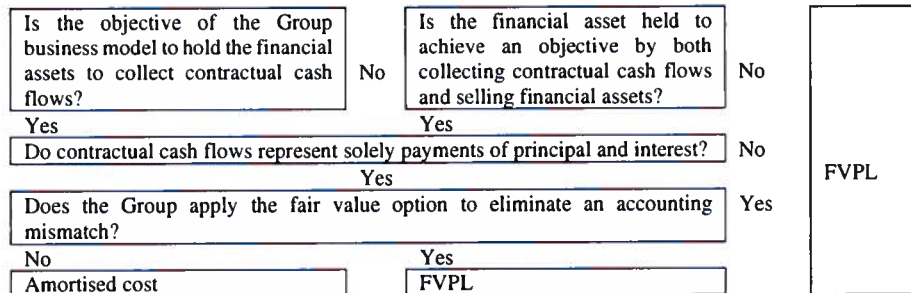 Is the objective of the Group
business model to hold the financial
assets to collect contractual cash
flows?
No
Is the financial asset held to
achieve an objective by both
collecting contractual cash flows
and selling financial assets?
No
Yes
Yes
Do contractual cash flows represent solely payments of principal and interest?
No
Yes
FVPL
Does the Group apply the fair value option to eliminate an accounting
mismatch?
Yes
No
Yes
Amortised cost
FVPL